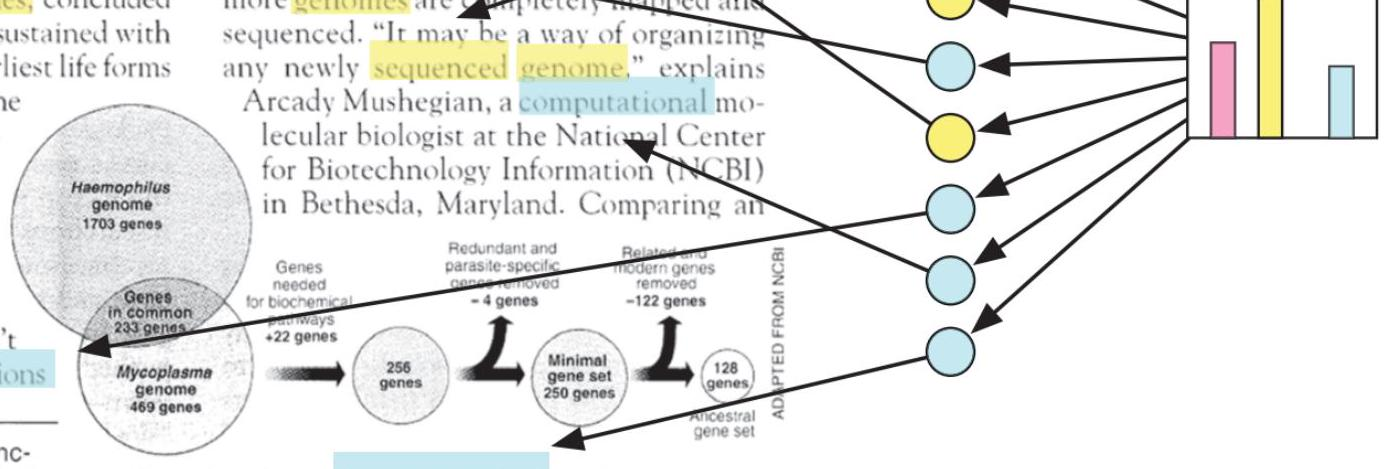 es, concluded
sustained with
rliest life forms
ne
't
ions
nc-
more genomes are completely mapped and
sequenced. “It may be a way of organizing
any newly sequenced genome,” explains
Arcady Mushegian, a computational mo-
lecular biologist at the National Center
for Biotechnology Information (NCBI)
in Bethesda, Maryland. Comparing an
Haemophilus
genome
1703 genes
Genes
in common
233 genes
Mycoplasma
genome
469 genes
Genes
needed
for biochemical
pathways
+22 genes
256
genes
Redundant and
parasite-specific
genes removed
– 4 genes
Minimal
gene set
250 genes
Related and
modern genes
removed
–122 genes
128
genes
Ancestral
gene set
ADAPTED FROM NCBI